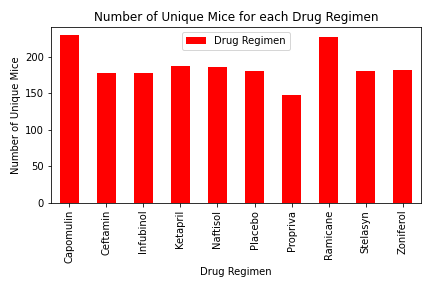 Number of Unique Mice for each Drug Regimen
Drug Regimen
Number of Unique Mice
200
150
100
50
0
Capomulin
Ceftamin
Infubinol
Ketapril
Naftisol
Placebo
Propriva
Ramicane
Stelasyn
Zoniferol
Drug Regimen